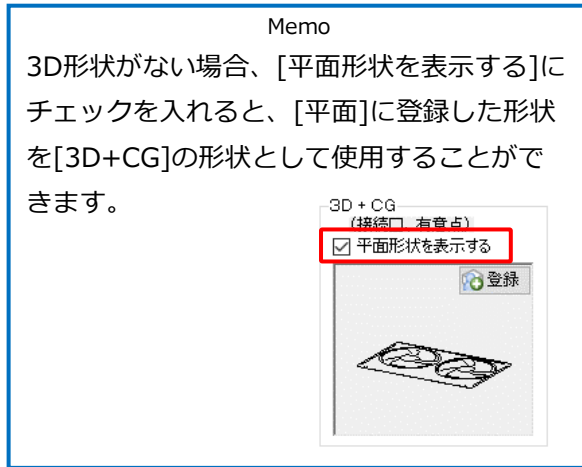 Memo
3D形状がない場合、[平面形状を表示する]に
チェックを入れると、[平面]に登録した形状
を[3D+CG]の形状として使用することがで
きます。
3D + CG
(接続口、有意点)
平面形状を表示する
登録